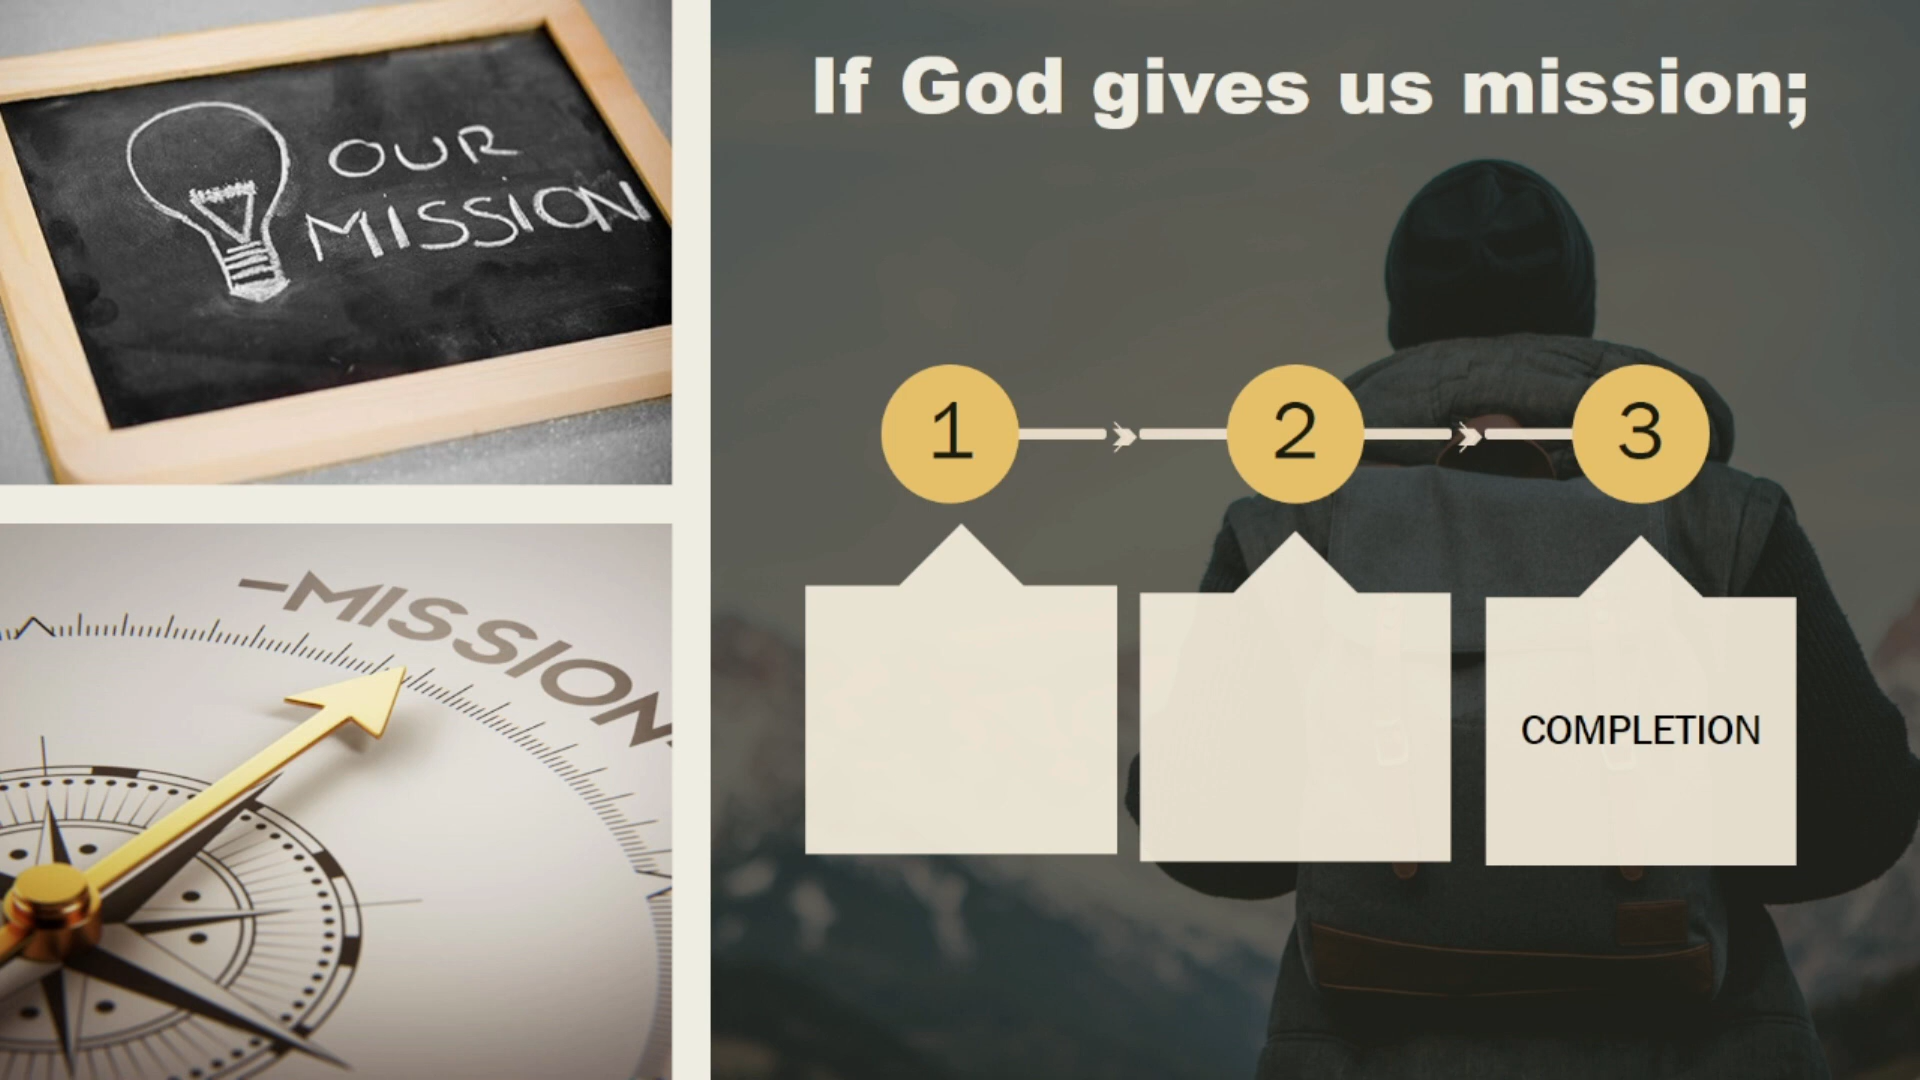 OUR
MISSION
-MISSION-
If God gives us mission;
1
2
3
COMPLETION